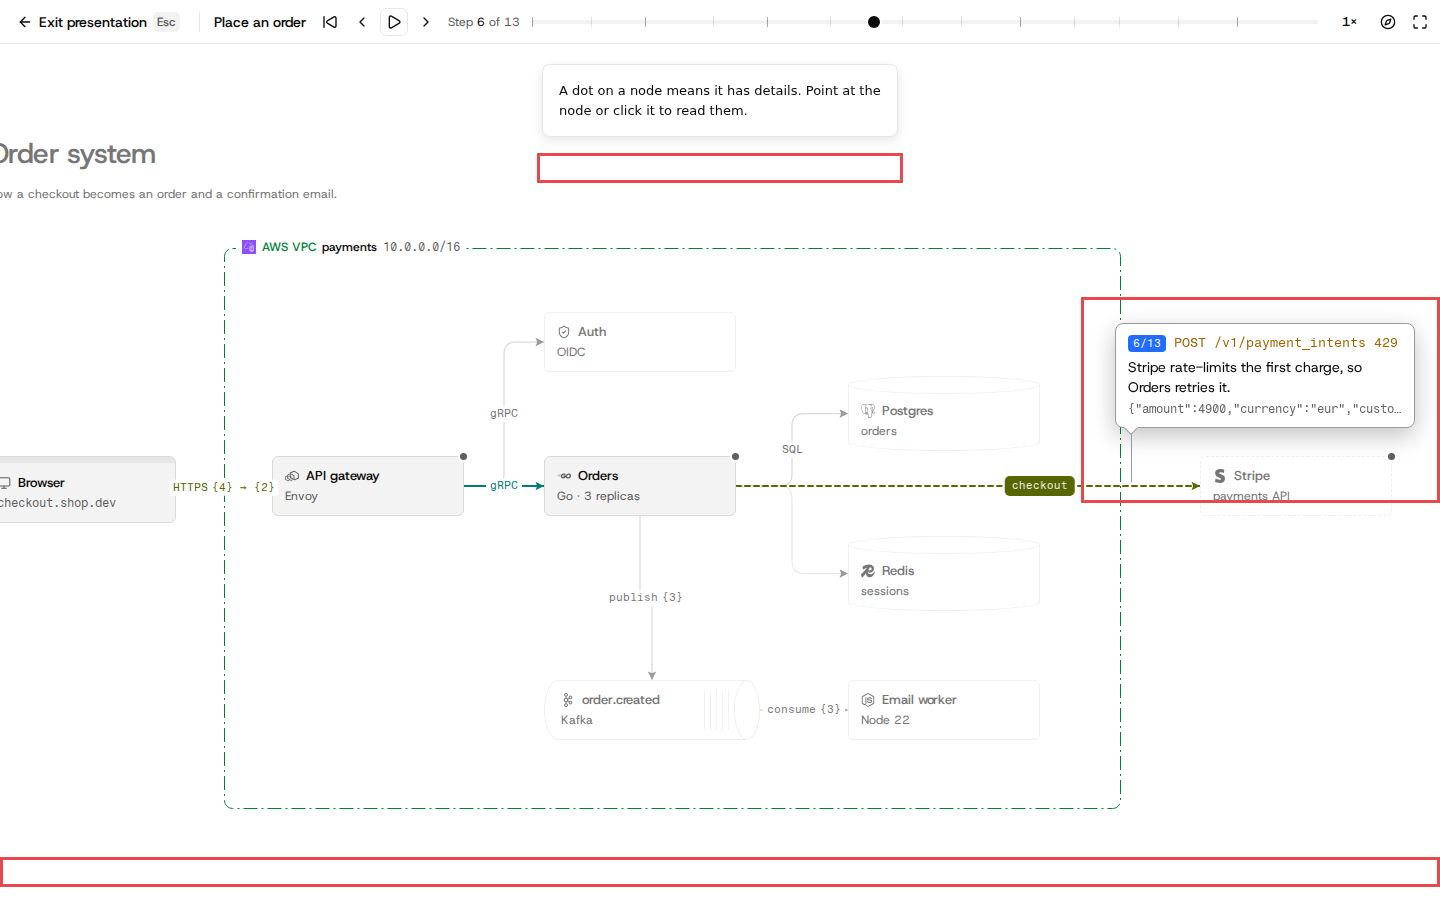 Exit presentation Esc
Place an order
Step 6 of 13
1×
A dot on a node means it has details. Point at the
node or click it to read them.
Order system
ow a checkout becomes an order and a confirmation email.
AWS VPC payments 10.0.0.0/16
Auth
OIDC
gRPC
6/13 POST /v1/payment_intents 429
Stripe rate-limits the first charge, so
Orders retries it.
{"amount":4900,"currency":"eur","custo…
Postgres
orders
SQL
Browser
checkout.shop.dev
HTTPS {4} → {2}
API gateway
Envoy
gRPC
Orders
Go · 3 replicas
checkout
Stripe
payments API
Redis
sessions
publish {3}
order.created
Kafka
consume {3}
Email worker
Node 22